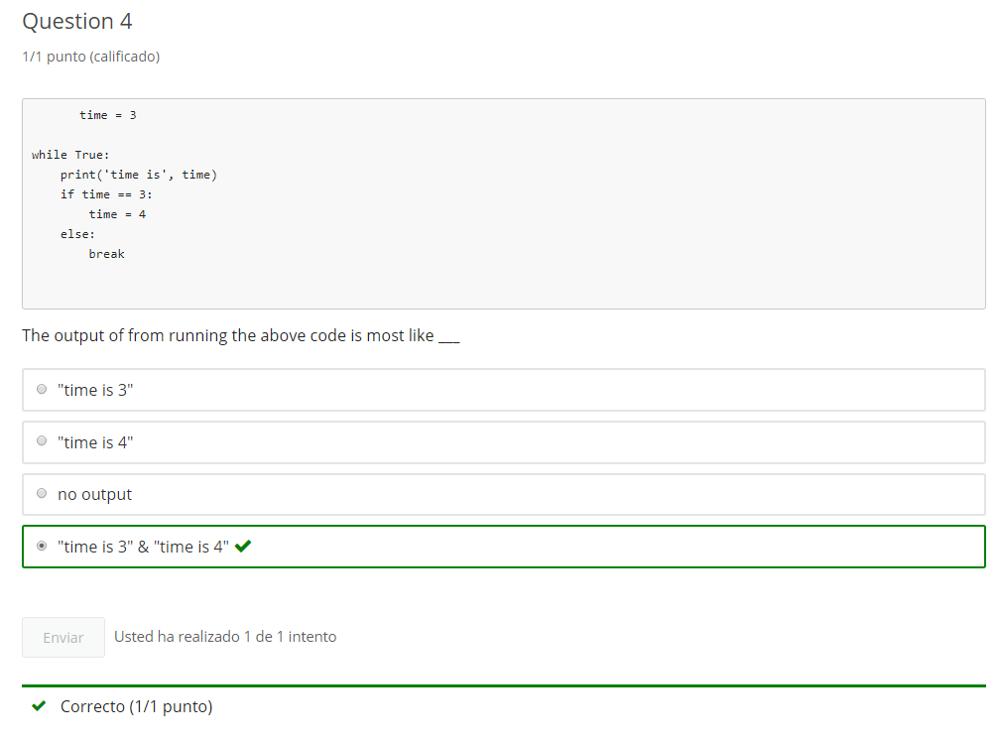 Question 4
1/1 punto (calificado)
time = 3
while True:
print('time is', time)
if time == 3:
time = 4
else:
break
The output of from running the above code is most like ___
"time is 3"
"time is 4"
no output
"time is 3" & "time is 4"
Enviar
Usted ha realizado 1 de 1 intento
Correcto (1/1 punto)